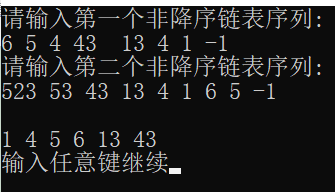 请输入第一个非降序链表序列:
6 5 4 43  13 4 1 -1
请输入第二个非降序链表序列:
523 53 43 13 4 1 6 5 -1
1 4 5 6 13 43
输入任意键继续